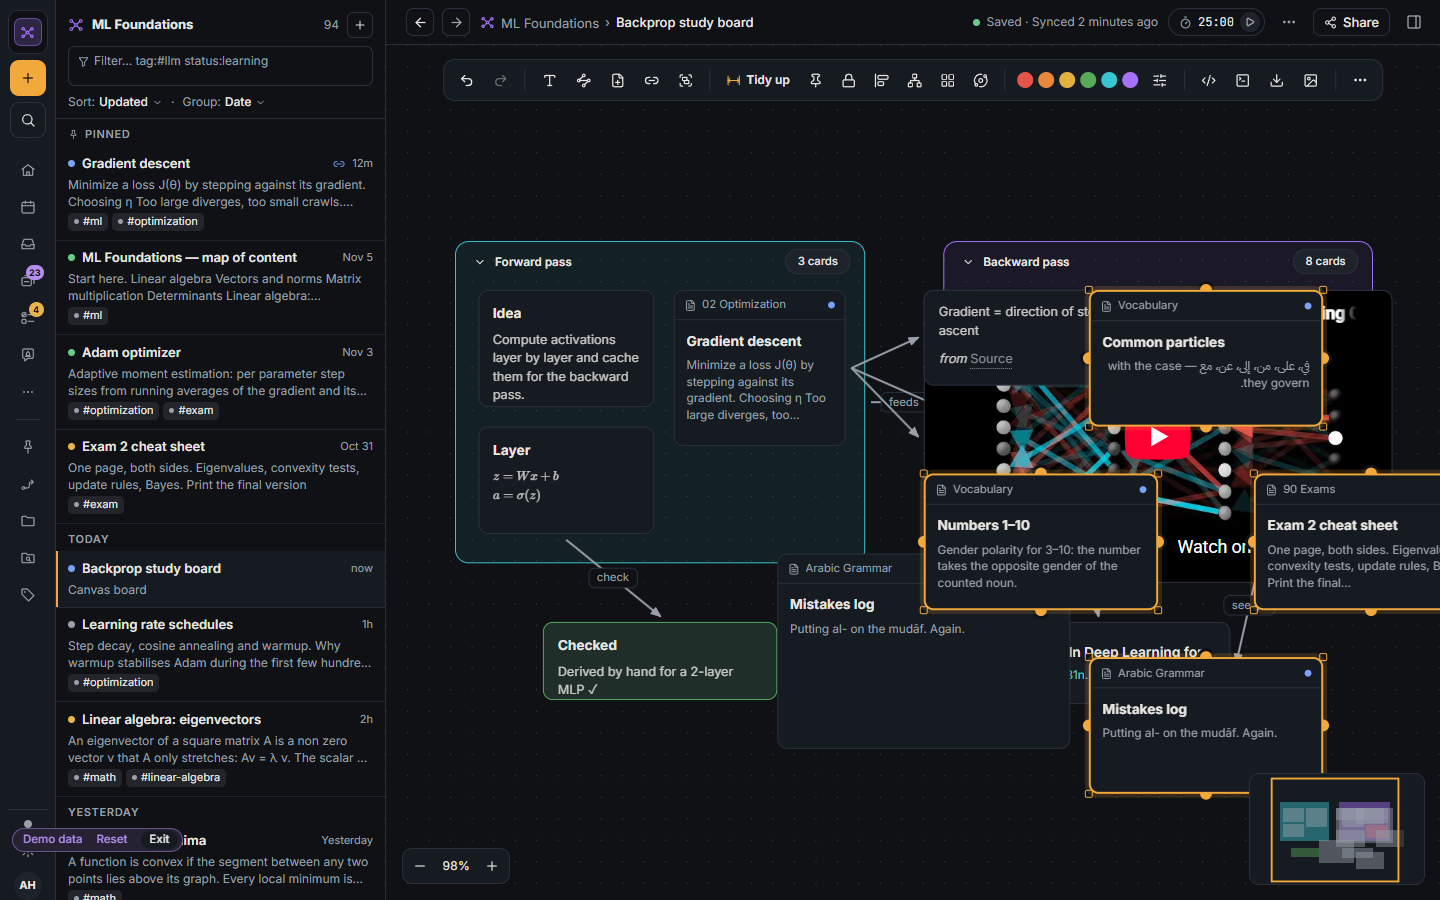 ML Foundations
94
Filter... tag:#llm status:learning
Sort: Updated · Group: Date
PINNED
Gradient descent
12m
Minimize a loss J(θ) by stepping against its gradient.
Choosing η Too large diverges, too small crawls....
#ml
#optimization
ML Foundations — map of content
Nov 5
Start here. Linear algebra Vectors and norms Matrix
multiplication Determinants Linear algebra:...
#ml
Adam optimizer
Nov 3
Adaptive moment estimation: per parameter step
sizes from running averages of the gradient and its...
#optimization
#exam
Exam 2 cheat sheet
Oct 31
One page, both sides. Eigenvalues, convexity tests,
update rules, Bayes. Print the final version
#exam
TODAY
Backprop study board
now
Canvas board
Learning rate schedules
1h
Step decay, cosine annealing and warmup. Why
warmup stabilises Adam during the first few hundre...
#optimization
Linear algebra: eigenvectors
2h
An eigenvector of a square matrix A is a non zero
vector v that A only stretches: Av = λ v. The scalar ...
#math
#linear-algebra
YESTERDAY
ima
Yesterday
A function is convex if the segment between any two
points lies above its graph. Every local minimum is...
#math
23
4
Demo data
Reset
Exit
AH
ML Foundations › Backprop study board
Saved · Synced 2 minutes ago
25:00
Share
Tidy up
Forward pass
3 cards
Idea
Compute activations
layer by layer and cache
them for the backward
pass.
02 Optimization
Gradient descent
Minimize a loss J(θ) by
stepping against its
gradient. Choosing η Too
large diverges, too...
Layer
z = Wx + b
a = σ(z)
feeds
check
Checked
Derived by hand for a 2-layer
MLP ✓
Backward pass
8 cards
Gradient = direction of st
ascent
from Source
ing
Vocabulary
Common particles
في، على، من، إلى، عن، مع — with the case
they govern.
Vocabulary
Numbers 1–10
Gender polarity for 3–10: the number
takes the opposite gender of the
counted noun.
Watch on
90 Exams
Exam 2 cheat sheet
One page, both sides. Eigenval
convexity tests, update rules, B
Print the final...
see
Arabic Grammar
Mistakes log
Putting al- on the mudāf. Again.
In Deep Learning for
31n.
Arabic Grammar
Mistakes log
Putting al- on the mudāf. Again.
98%